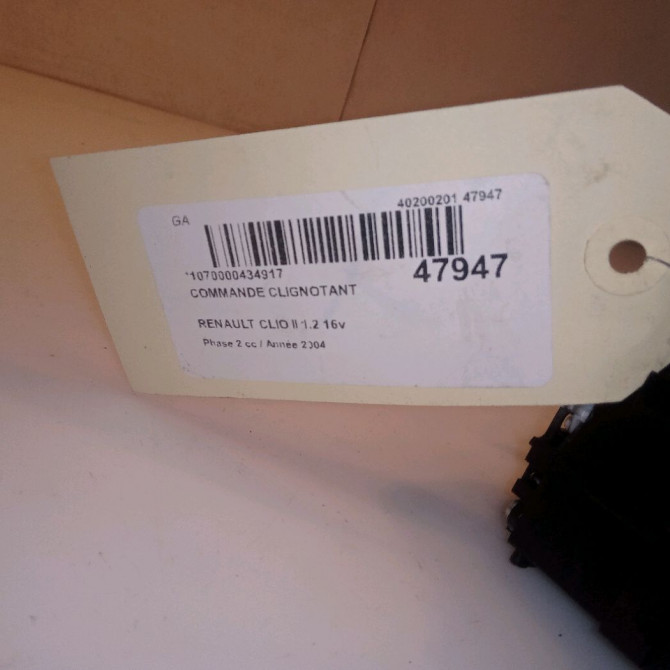 GA
40200201 47947
*1070000434917
47947
COMMANDE CLIGNOTANT
RENAULT CLIO II 1.2 16v
Phase 2 cc / Année 2004